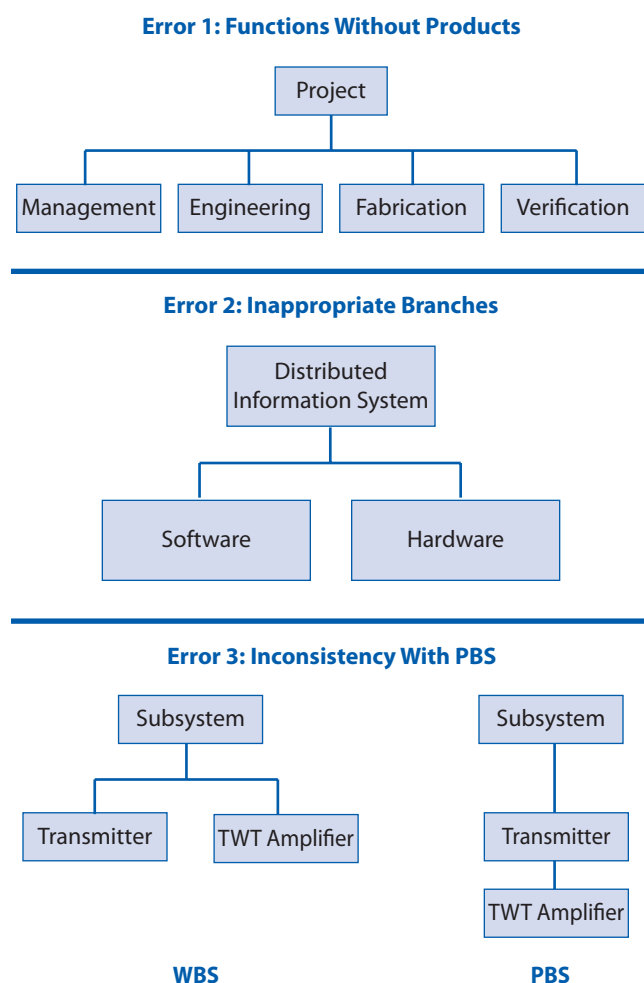 Error 1: Functions Without Products
Project
Management
Engineering
Fabrication
Verification
Error 2: Inappropriate Branches
Distributed
Information System
Software
Hardware
Error 3: Inconsistency With PBS
Subsystem
Transmitter
TWT Amplifier
WBS
Subsystem
Transmitter
TWT Amplifier
PBS